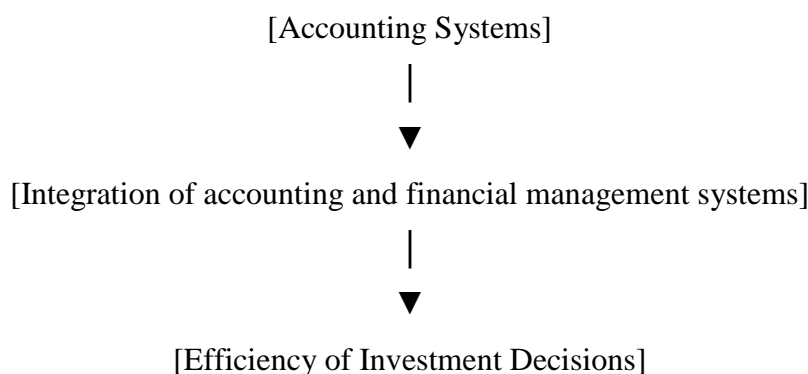 [Accounting Systems]
[Integration of accounting and financial management systems]
[Efficiency of Investment Decisions]